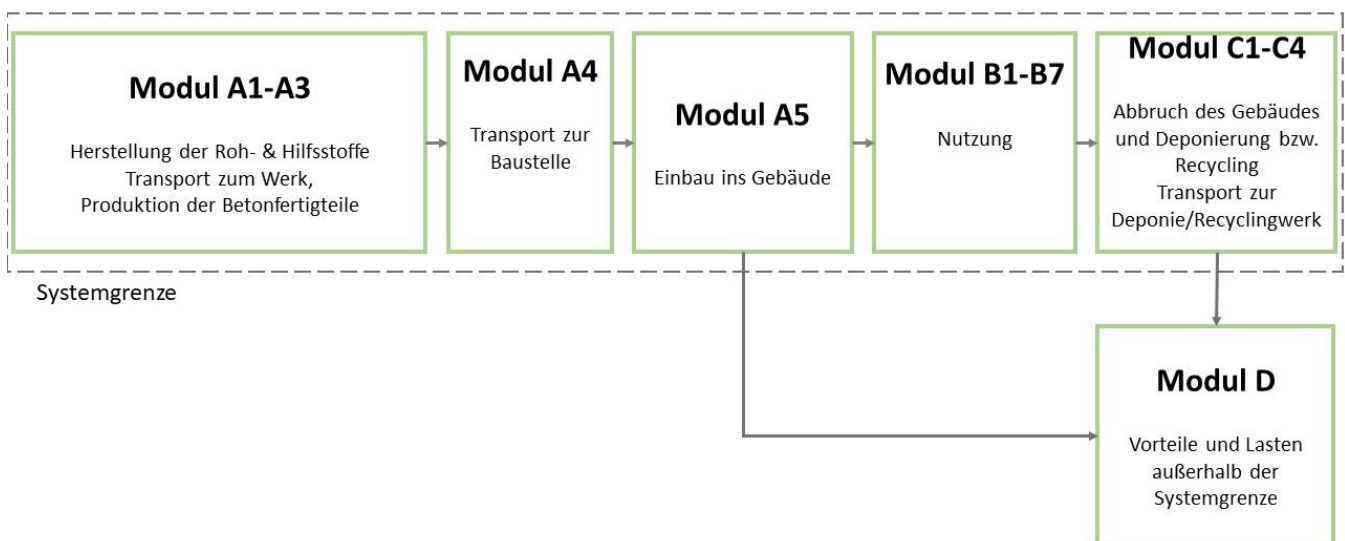 Modul A1-A3
Herstellung der Roh- & Hilfsstoffe
Transport zum Werk,
Produktion der Betonfertigteile
Modul A4
Transport zur
Baustelle
Modul A5
Einbau ins Gebäude
Modul B1-B7
Nutzung
Modul C1-C4
Abbruch des Gebäudes
und Deponierung bzw.
Recycling
Transport zur
Deponie/Recyclingwerk
Systemgrenze
Modul D
Vorteile und Lasten
außerhalb der
Systemgrenze